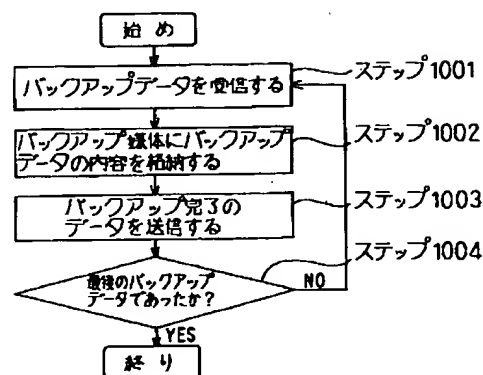 始め
バックアップデータを受信する
ステップ1001
バックアップ媒体にバックアップ
データの内容を格納する
ステップ1002
バックアップ完了の
データを送信する
ステップ1003
最後のバックアップ
データであったか?
ステップ1004
NO
YES
終り